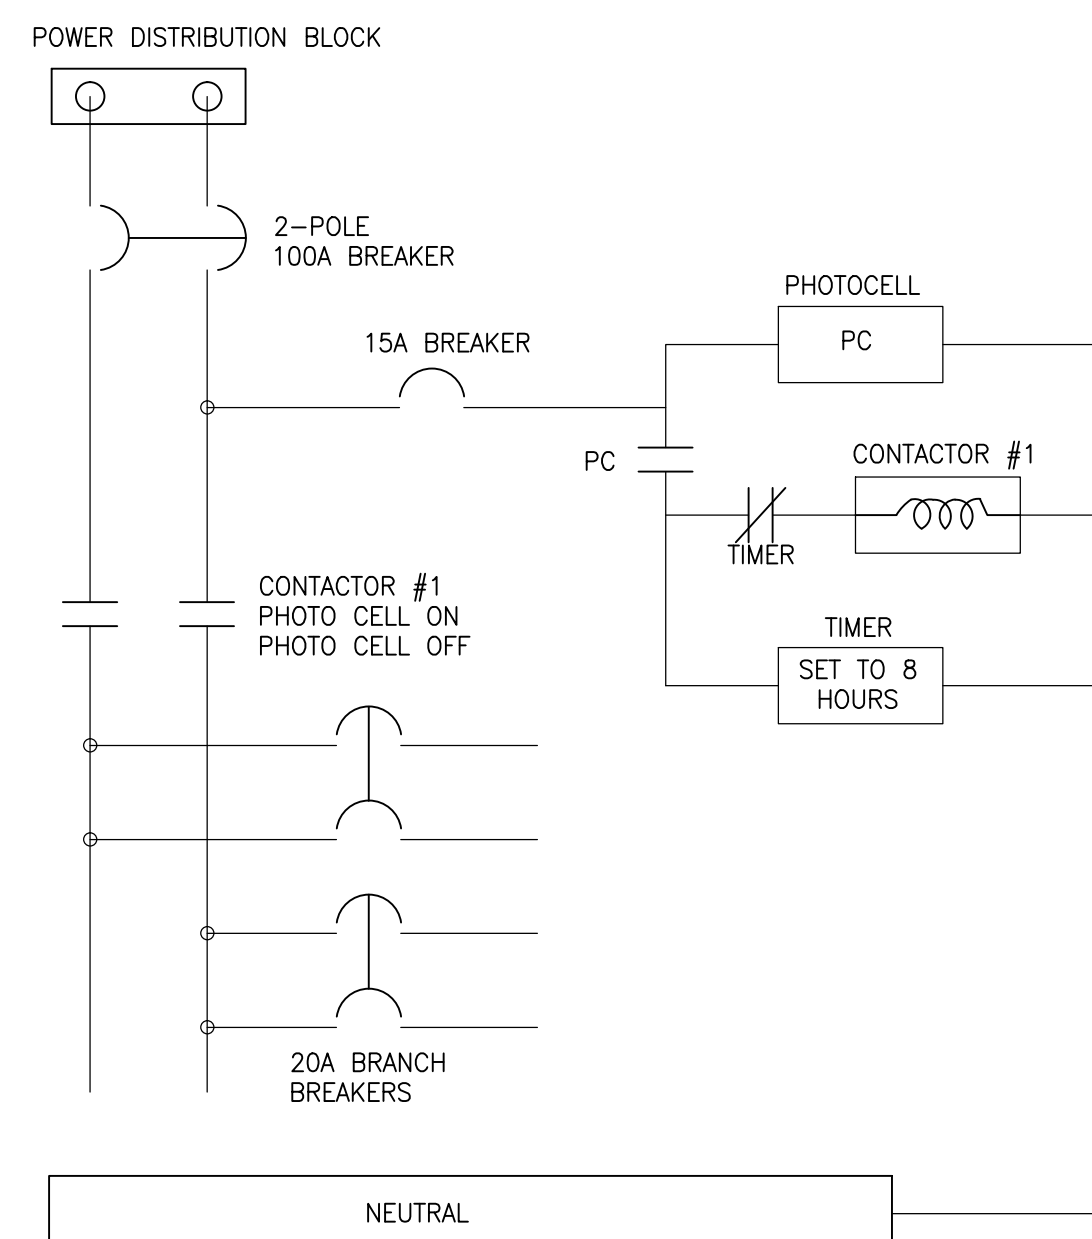 POWER DISTRIBUTION BLOCK
2-POLE
100A BREAKER
PHOTOCELL
PC
15A BREAKER
PC
CONTACTOR #1
TIMER
CONTACTOR #1
PHOTO CELL ON
PHOTO CELL OFF
TIMER
SET TO 8
HOURS
20A BRANCH
BREAKERS
NEUTRAL